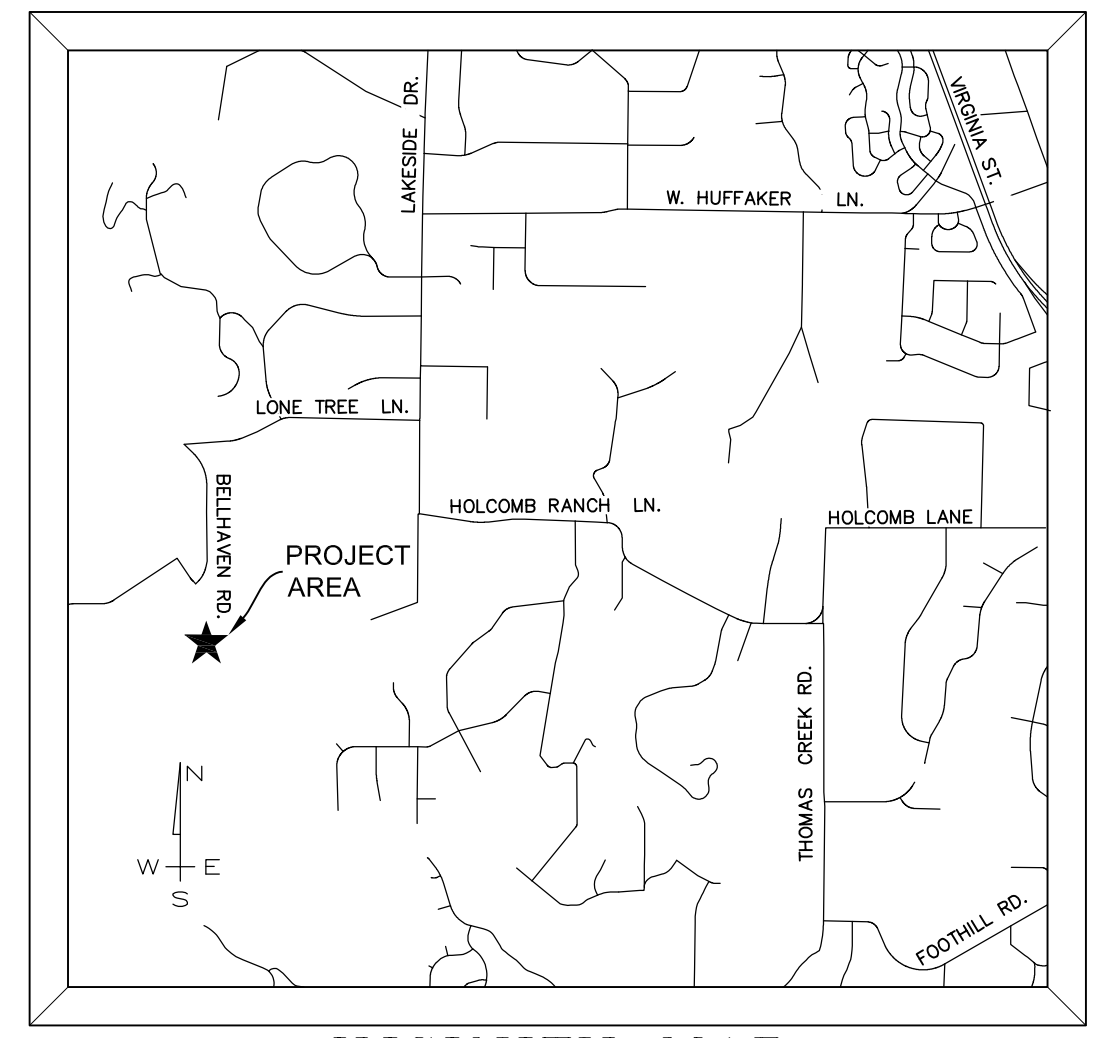 LAKESIDE DR.
VIRGINIA ST.
W. HUFFAKER LN.
LONE TREE LN.
BELLHAVEN RD.
HOLCOMB RANCH LN.
HOLCOMB LANE
PROJECT
AREA
THOMAS CREEK RD.
N
W E
S
FOOTHILL RD.